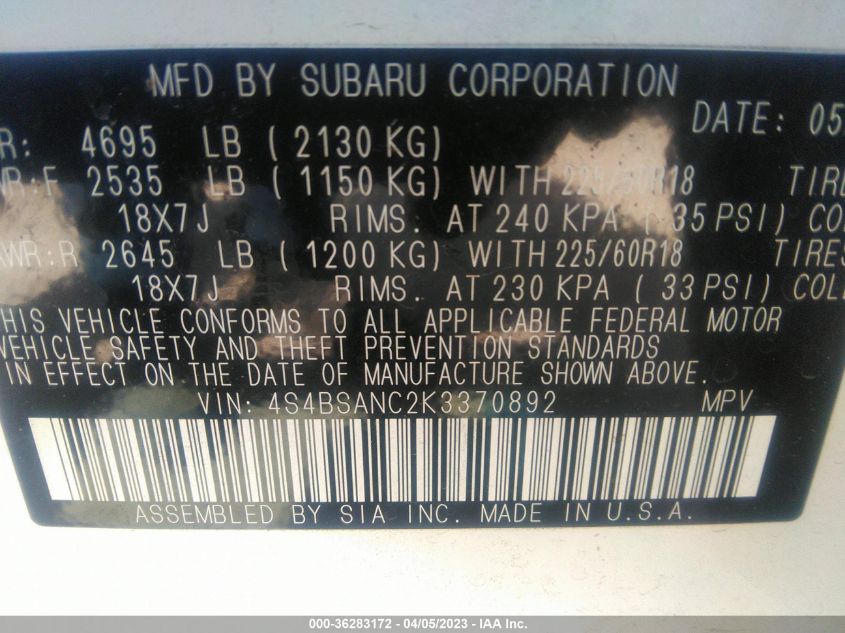 MFD BY SUBARU CORPORATION
DATE: 05
R: 4695 LB ( 2130 KG)
WR:F 2535 LB ( 1150 KG) WITH 225/60R18 TIRE
18X7J RIMS. AT 240 KPA ( 35 PSI) CO
AWR:R 2645 LB ( 1200 KG) WITH 225/60R18 TIRES
18X7J RIMS. AT 230 KPA ( 33 PSI) COL
THIS VEHICLE CONFORMS TO ALL APPLICABLE FEDERAL MOTOR
VEHICLE SAFETY AND THEFT PREVENTION STANDARDS
IN EFFECT ON THE DATE OF MANUFACTURE SHOWN ABOVE.
VIN: 4S4BSANC2K3370892 MPV
ASSEMBLED BY SIA INC. MADE IN U.S.A.
000-36283172 | 04/05/2023 - © IAA Inc.